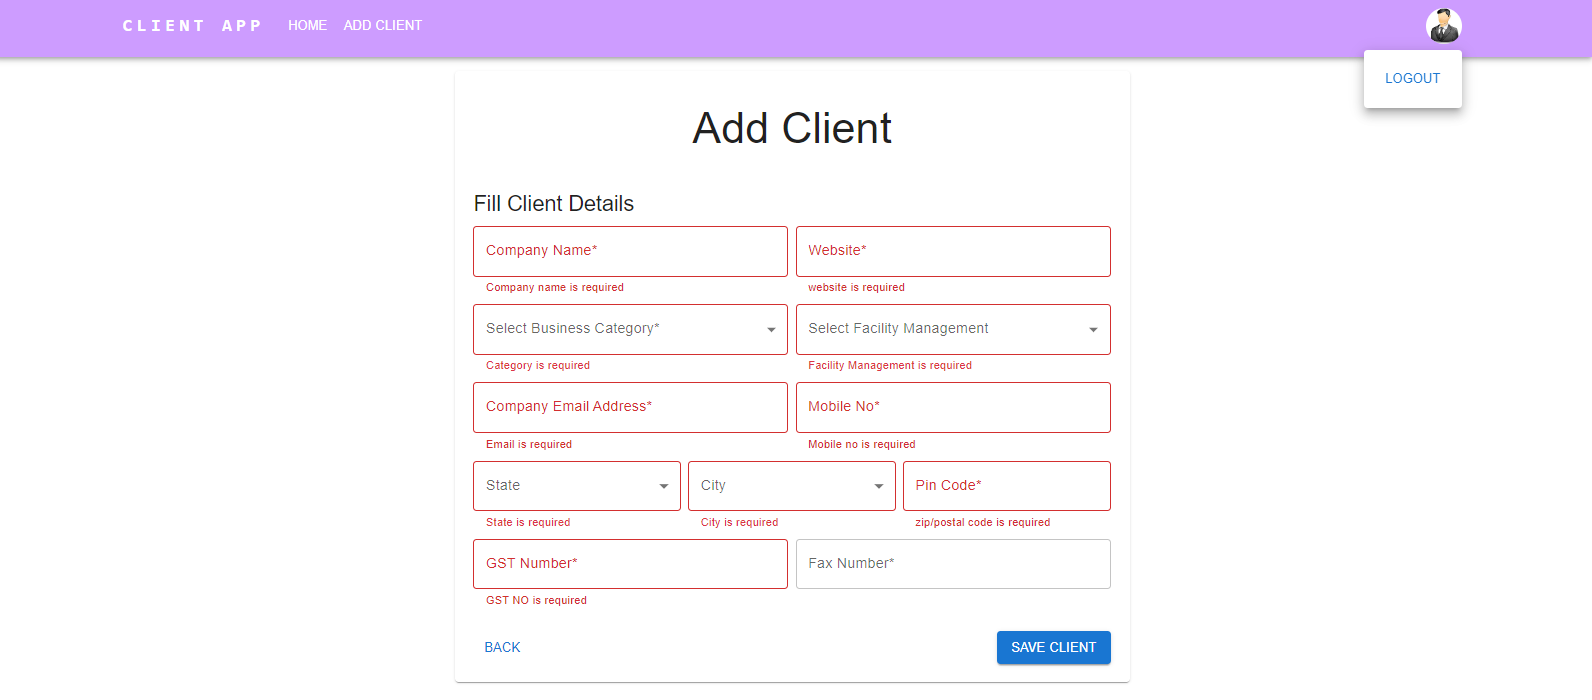 CLIENT APP HOME ADD CLIENT
LOGOUT
Add Client
Fill Client Details
Company Name* Website*
Company name is required website is required
Select Business Category* Select Facility Management
Category is required Facility Management is required
Company Email Address* Mobile No*
Email is required Mobile no is required
State City Pin Code*
State is required City is required zip/postal code is required
GST Number* Fax Number*
GST NO is required
BACK SAVE CLIENT